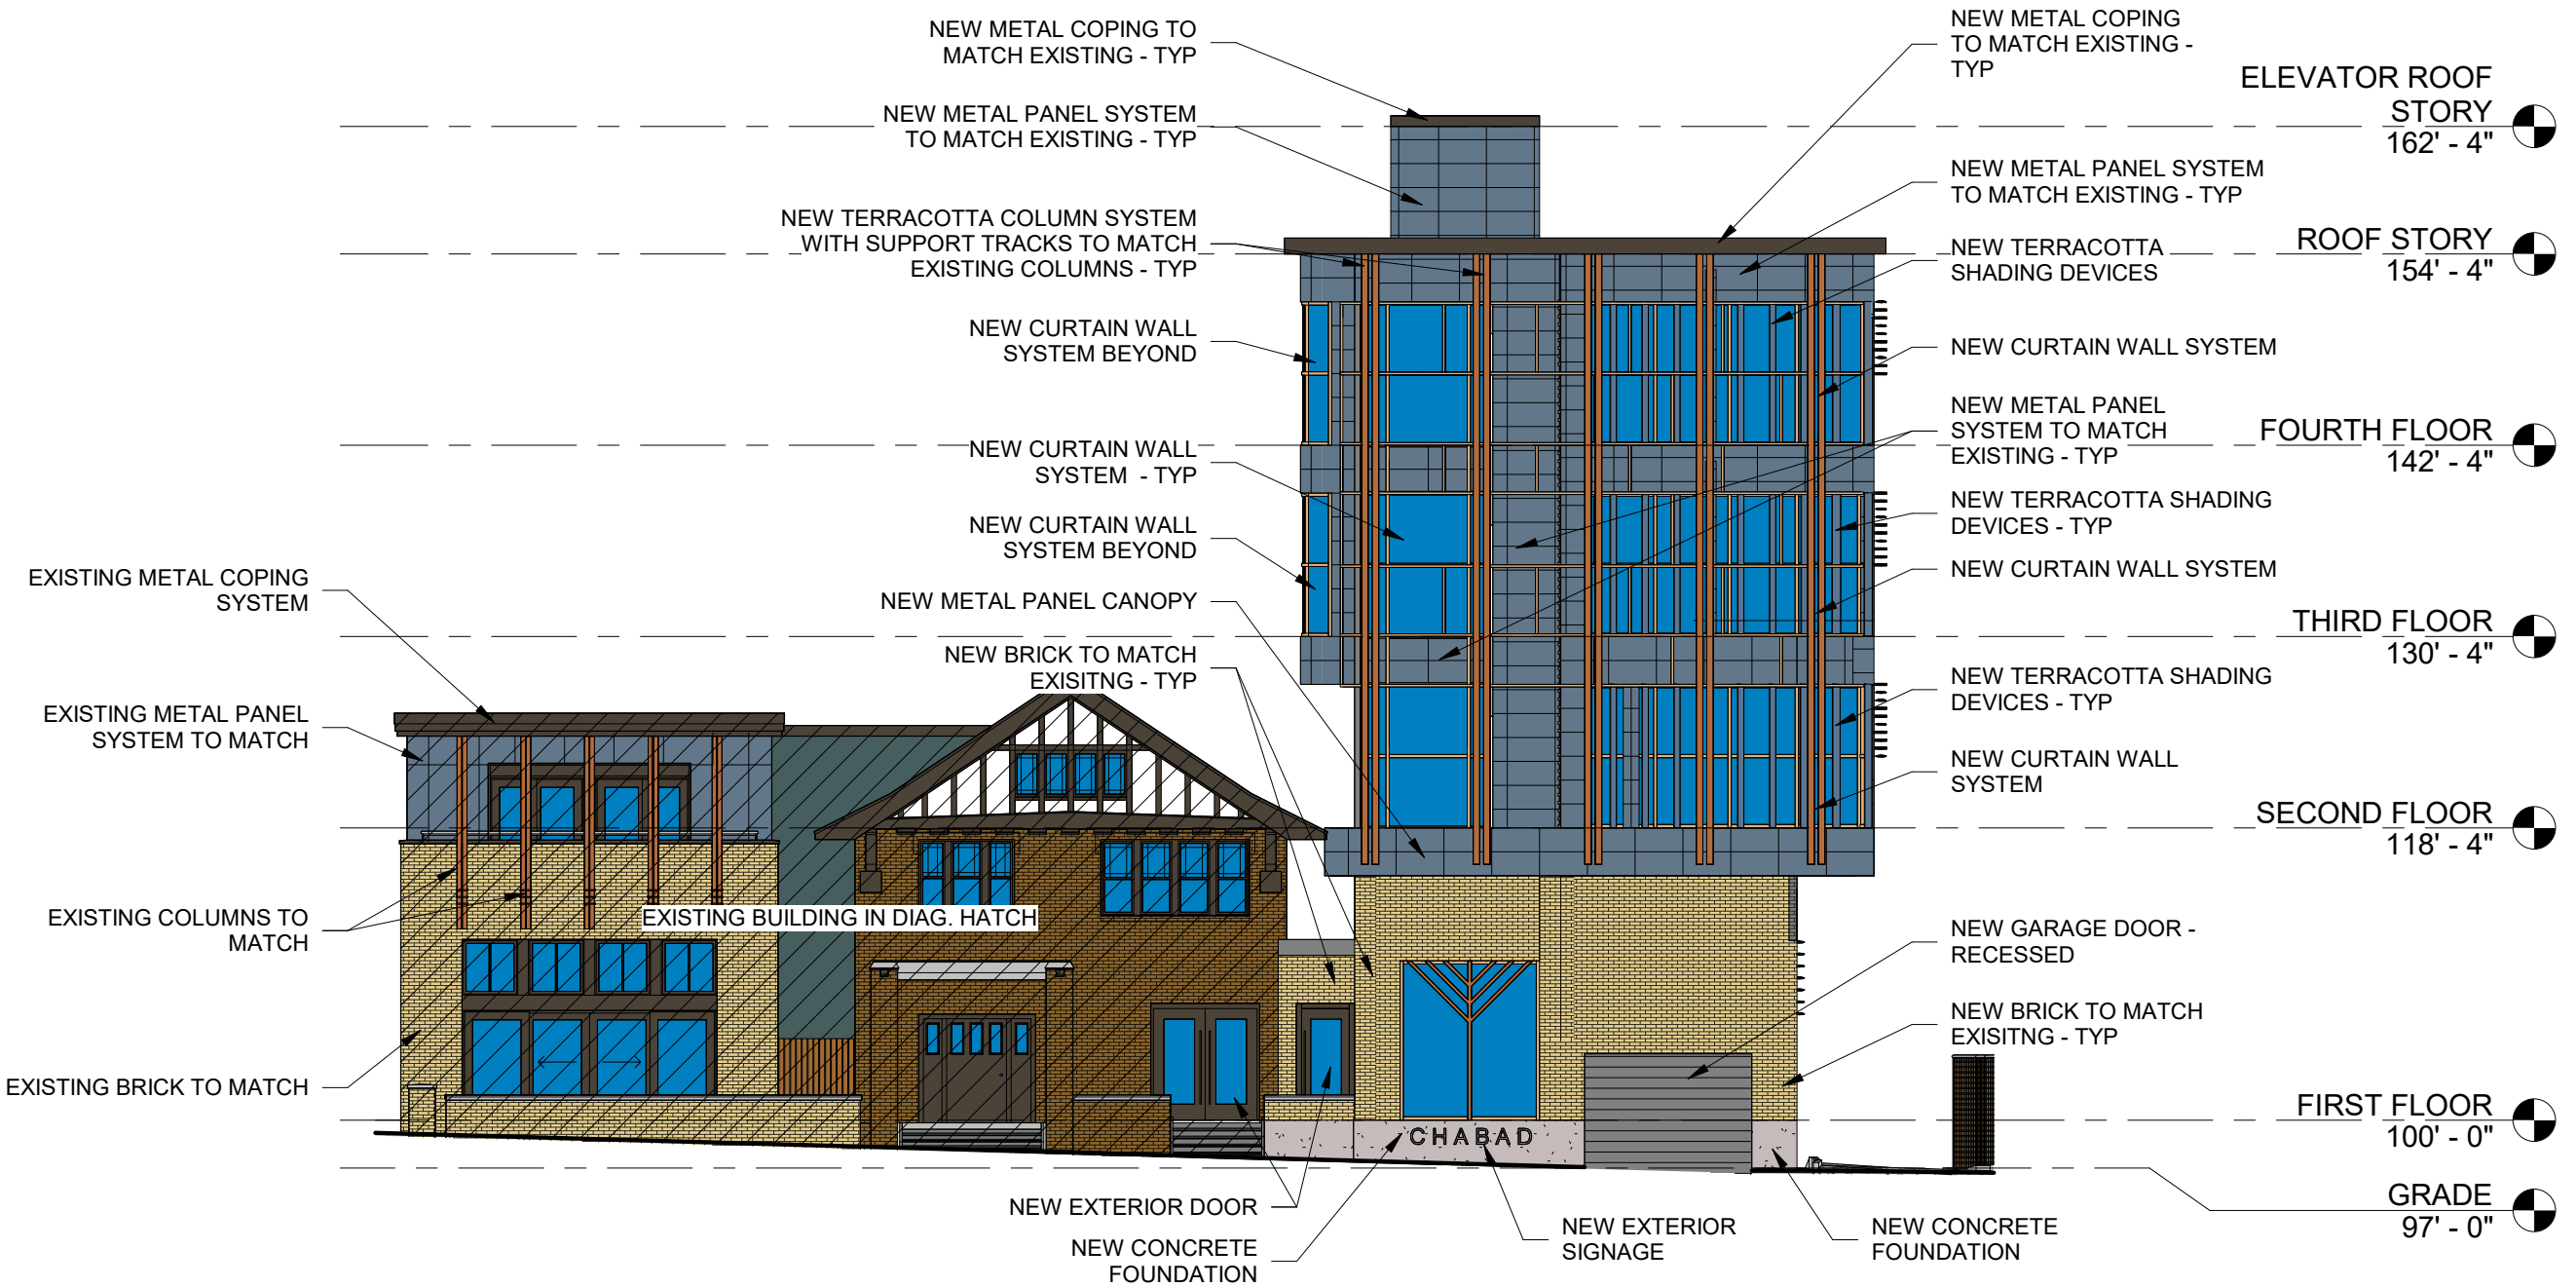 NEW METAL COPING TO
MATCH EXISTING - TYP
NEW METAL PANEL SYSTEM
TO MATCH EXISTING - TYP
NEW TERRACOTTA COLUMN SYSTEM
WITH SUPPORT TRACKS TO MATCH
EXISTING COLUMNS - TYP
NEW CURTAIN WALL
SYSTEM BEYOND
NEW CURTAIN WALL
SYSTEM - TYP
NEW CURTAIN WALL
SYSTEM BEYOND
NEW METAL PANEL CANOPY
NEW BRICK TO MATCH
EXISITNG - TYP
EXISTING METAL COPING
SYSTEM
EXISTING METAL PANEL
SYSTEM TO MATCH
EXISTING COLUMNS TO
MATCH
EXISTING BRICK TO MATCH
EXISTING BUILDING IN DIAG. HATCH
CHABAD
NEW EXTERIOR DOOR
NEW CONCRETE
FOUNDATION
NEW EXTERIOR
SIGNAGE
NEW CONCRETE
FOUNDATION
NEW METAL COPING
TO MATCH EXISTING -
TYP
NEW METAL PANEL SYSTEM
TO MATCH EXISTING - TYP
NEW TERRACOTTA
SHADING DEVICES
NEW CURTAIN WALL SYSTEM
NEW METAL PANEL
SYSTEM TO MATCH
EXISTING - TYP
NEW TERRACOTTA SHADING
DEVICES - TYP
NEW CURTAIN WALL SYSTEM
NEW TERRACOTTA SHADING
DEVICES - TYP
NEW CURTAIN WALL
SYSTEM
NEW GARAGE DOOR -
RECESSED
NEW BRICK TO MATCH
EXISITNG - TYP
ELEVATOR ROOF
STORY
162' - 4"
ROOF STORY
154' - 4"
FOURTH FLOOR
142' - 4"
THIRD FLOOR
130' - 4"
SECOND FLOOR
118' - 4"
FIRST FLOOR
100' - 0"
GRADE
97' - 0"